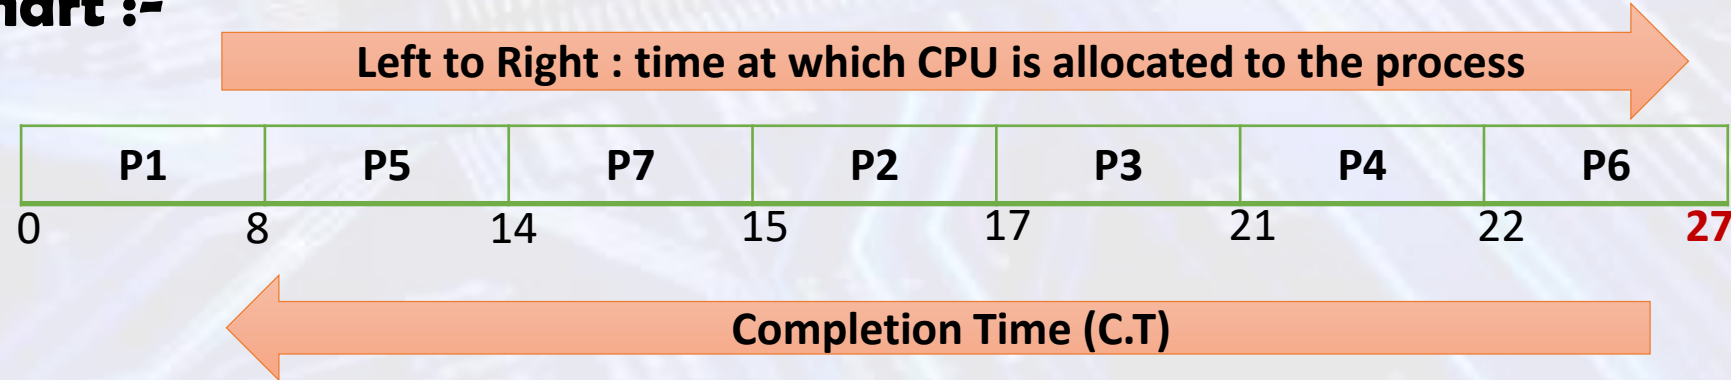 :-
Left to Right : time at which CPU is allocated to the process
P1 P5 P7 P2 P3 P4 P6
0 8 14 15 17 21 22 27
Completion Time (C.T)